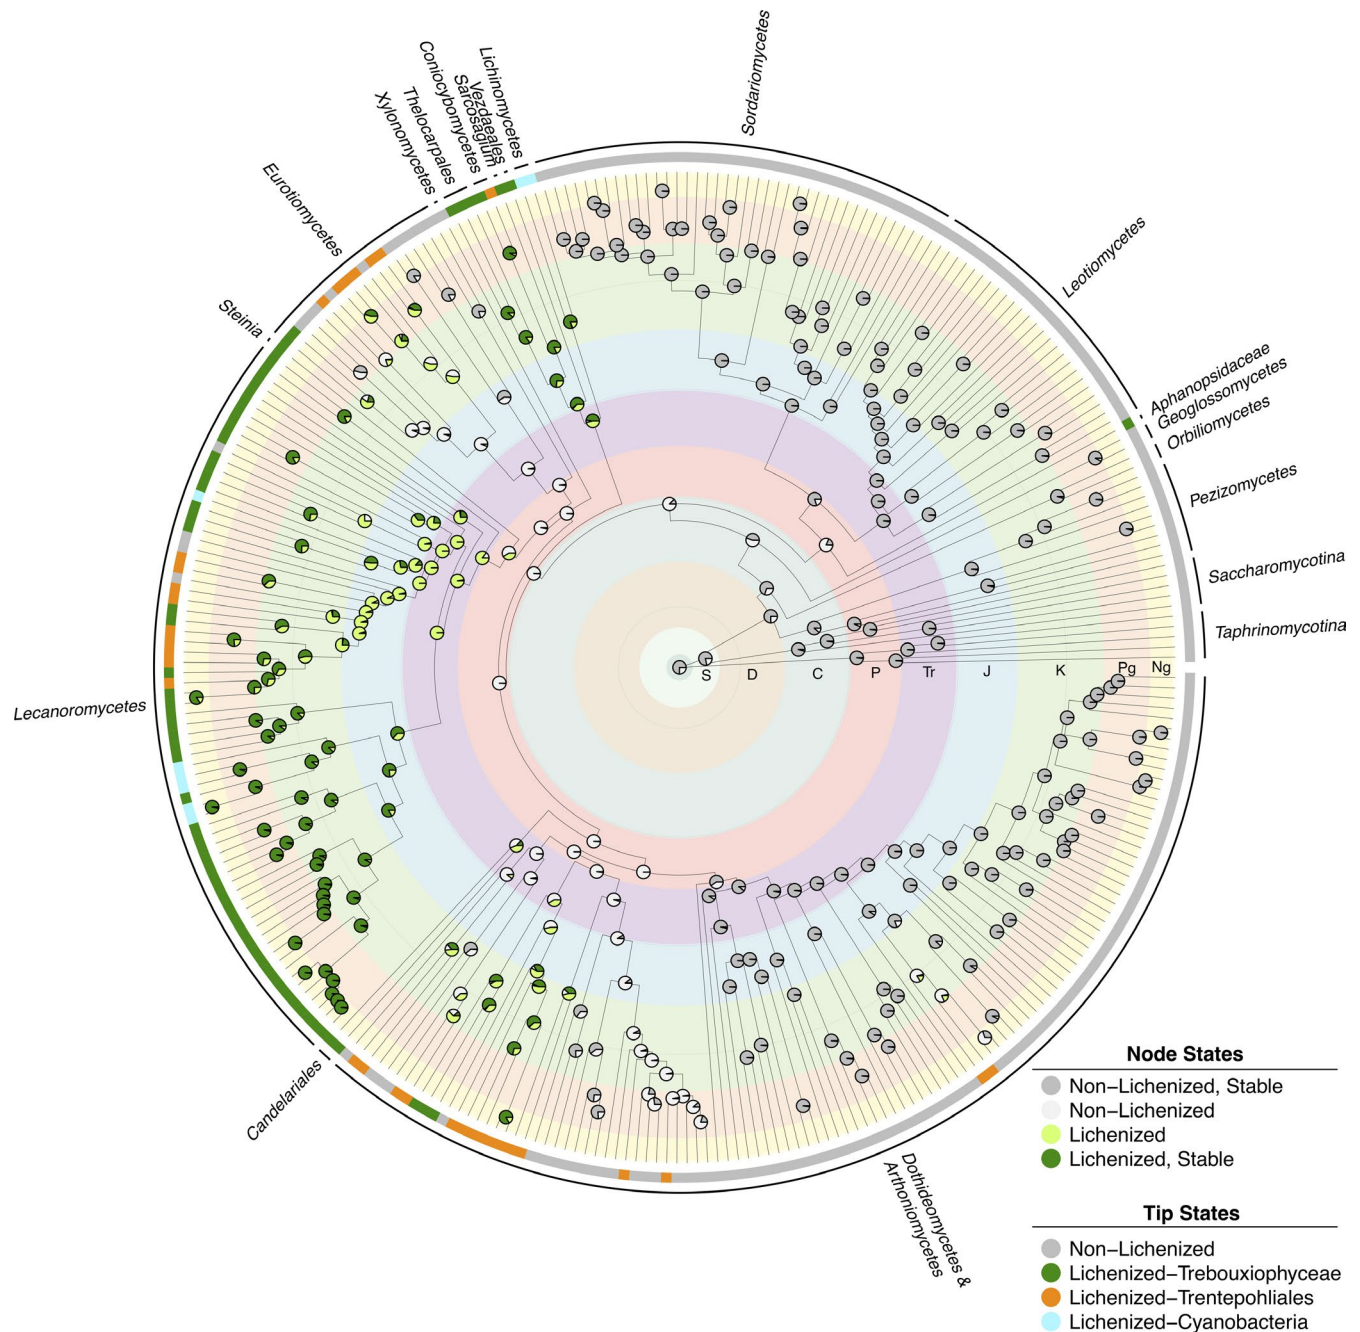 Sordariomycetes
Lichinomycetes
Vezdaeales
Sarcosagium
Coniocybomycetes
Thelocarpales
Xylonomycetes
Eurotiomycetes
Steinia
Leotiomycetes
Aphanopsidaceae
Geoglossomycetes
Orbiliomycetes
Pezizomycetes
Saccharomycotina
Taphrinomycotina
S D C P Tr J K Pg Ng
Lecanoromycetes
Candelariales
Dothideomycetes &
Arthoniomycetes
Node States
Non–Lichenized, Stable
Non–Lichenized
Lichenized
Lichenized, Stable
Tip States
Non–Lichenized
Lichenized–Trebouxiophyceae
Lichenized–Trentepohliales
Lichenized–Cyanobacteria